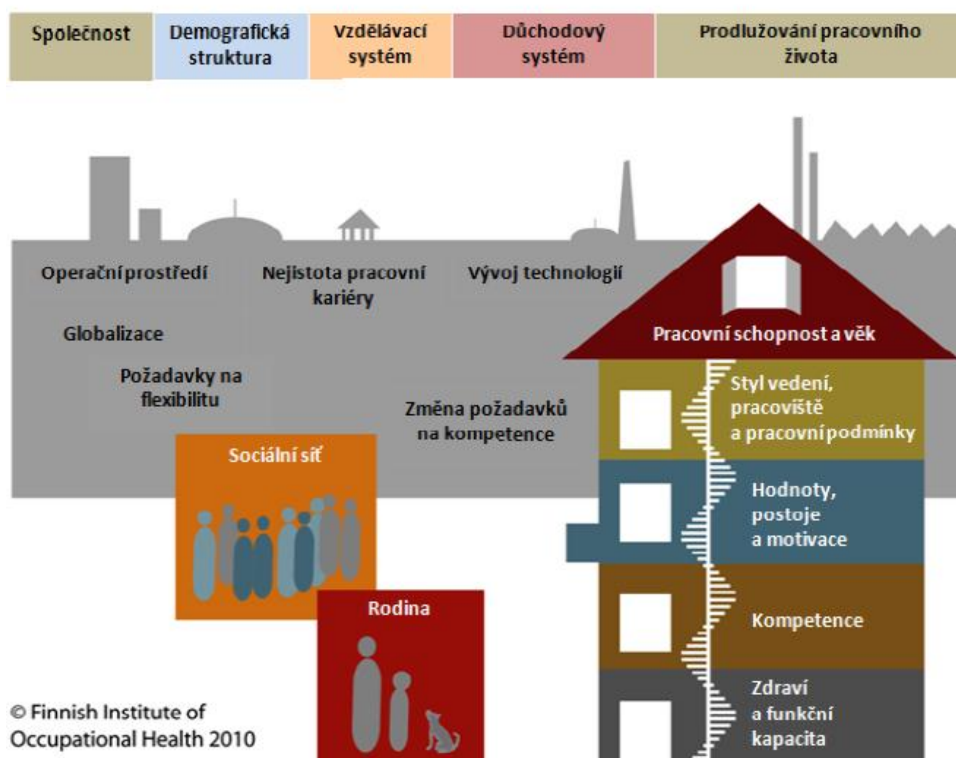 Společnost
Demografická
struktura
Vzdělávací
systém
Důchodový
systém
Prodlužování pracovního
života
Operační prostředí
Nejistota pracovní
kariéry
Vývoj technologií
Globalizace
Požadavky na
flexibilitu
Změna požadavků
na kompetence
Pracovní schopnost a věk
Styl vedení,
pracoviště
a pracovní podmínky
Sociální síť
Hodnoty,
postoje
a motivace
Rodina
Kompetence
Zdraví
a funkční
kapacita
© Finnish Institute of
Occupational Health 2010